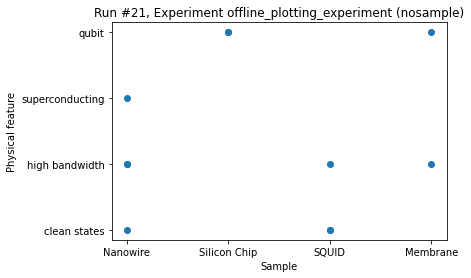 Run #21, Experiment offline_plotting_experiment (nosample)
qubit
superconducting
high bandwidth
clean states
Physical feature
Nanowire Silicon Chip SQUID Membrane
Sample